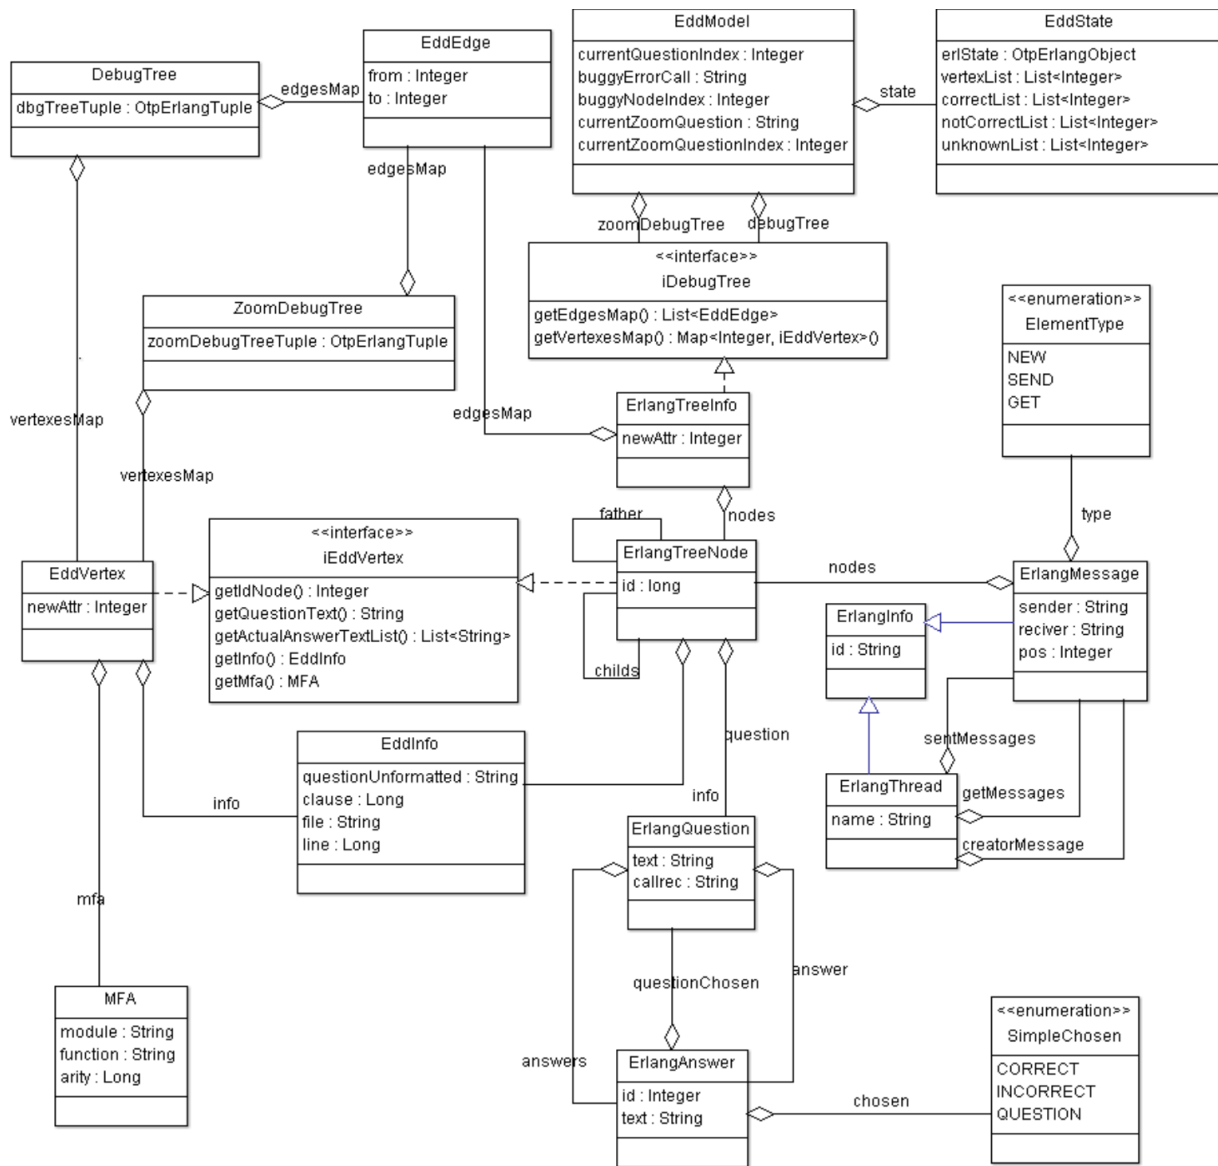 EddModel
currentQuestionIndex : Integer
buggyErrorCall : String
buggyNodeIndex : Integer
currentZoomQuestion : String
currentZoomQuestionIndex : Integer
state
EddState
erlState : OtpErlangObject
vertexList : List<Integer>
correctList : List<Integer>
notCorrectList : List<Integer>
unknownList : List<Integer>
EddEdge
from : Integer
to : Integer
DebugTree
dbgTreeTuple : OtpErlangTuple
edgesMap
edgesMap
zoomDebugTree
debugTree
<<interface>>
iDebugTree
getEdgesMap() : List<EddEdge>
getVertexesMap() : Map<Integer, iEddVertex>()
ZoomDebugTree
zoomDebugTreeTuple : OtpErlangTuple
<<enumeration>>
ElementType
NEW
SEND
GET
vertexesMap
edgesMap
ErlangTreeInfo
newAttr : Integer
vertexesMap
father
nodes
type
<<interface>>
iEddVertex
getIdNode() : Integer
getQuestionText() : String
getActualAnswerTextList() : List<String>
getInfo() : EddInfo
getMfa() : MFA
ErlangTreeNode
id : long
childs
nodes
EddVertex
newAttr : Integer
ErlangMessage
sender : String
reciver : String
pos : Integer
ErlangInfo
id : String
question
sentMessages
EddInfo
questionUnformatted : String
clause : Long
file : String
line : Long
info
info
ErlangThread
name : String
getMessages
creatorMessage
ErlangQuestion
text : String
callrec : String
mfa
questionChosen
answer
MFA
module : String
function : String
arity : Long
answers
ErlangAnswer
id : Integer
text : String
chosen
<<enumeration>>
SimpleChosen
CORRECT
INCORRECT
QUESTION